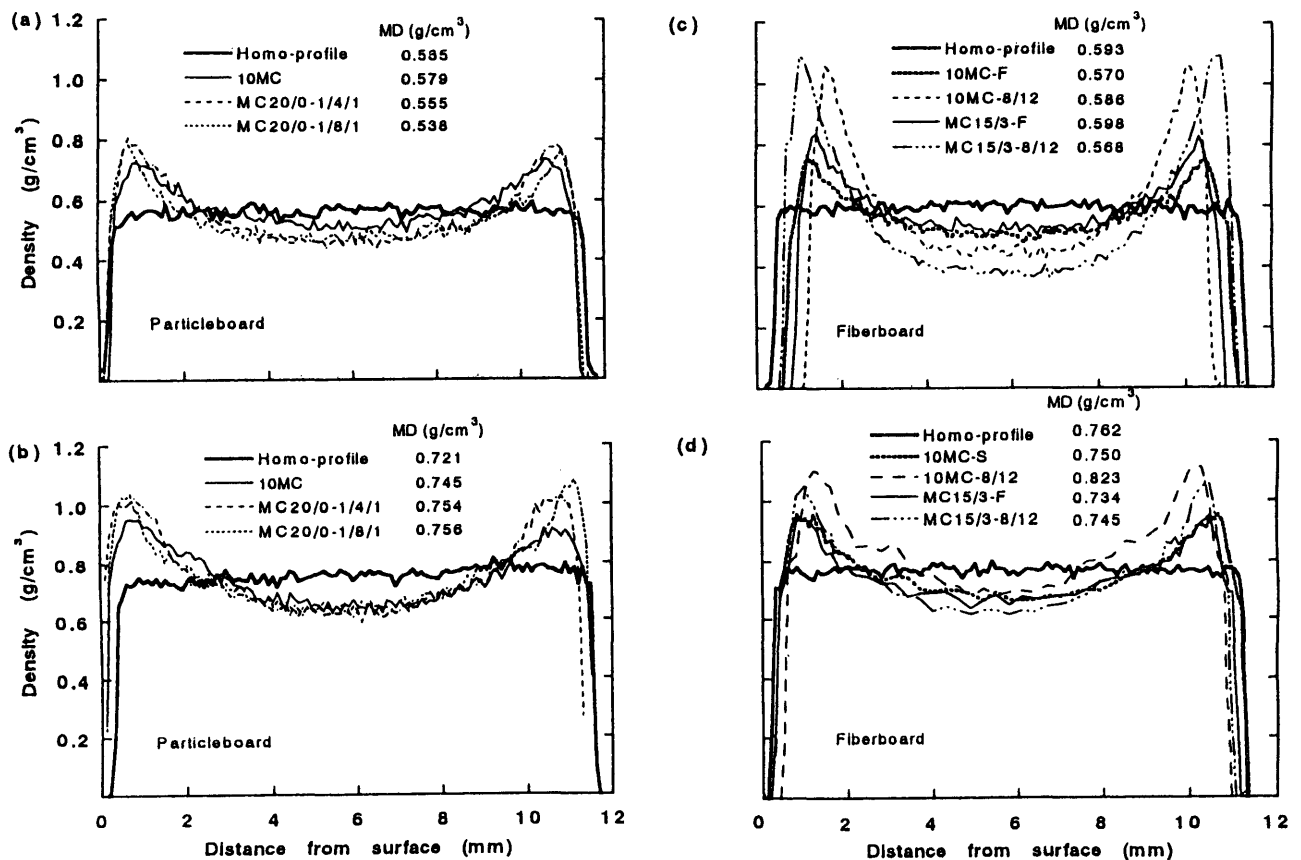 (a)
MD (g/cm³)
Homo-profile 0.585
10MC 0.579
MC20/0-1/4/1 0.555
MC20/0-1/8/1 0.538
1.2
1.0
0.8
0.6
0.4
0.2
Density (g/cm³)
Particleboard
(c)
MD (g/cm³)
Homo-profile 0.593
10MC-F 0.570
10MC-8/12 0.586
MC15/3-F 0.598
MC15/3-8/12 0.568
Fiberboard
(b)
MD (g/cm³)
Homo-profile 0.721
10MC 0.745
MC20/0-1/4/1 0.754
MC20/0-1/8/1 0.756
1.2
1.0
0.8
0.6
0.4
0.2
Density (g/cm³)
Particleboard
0 2 4 6 8 10 12
Distance from surface (mm)
(d)
MD (g/cm³)
Homo-profile 0.762
10MC-S 0.750
10MC-8/12 0.823
MC15/3-F 0.734
MC15/3-8/12 0.745
Fiberboard
0 2 4 6 8 10 12
Distance from surface (mm)